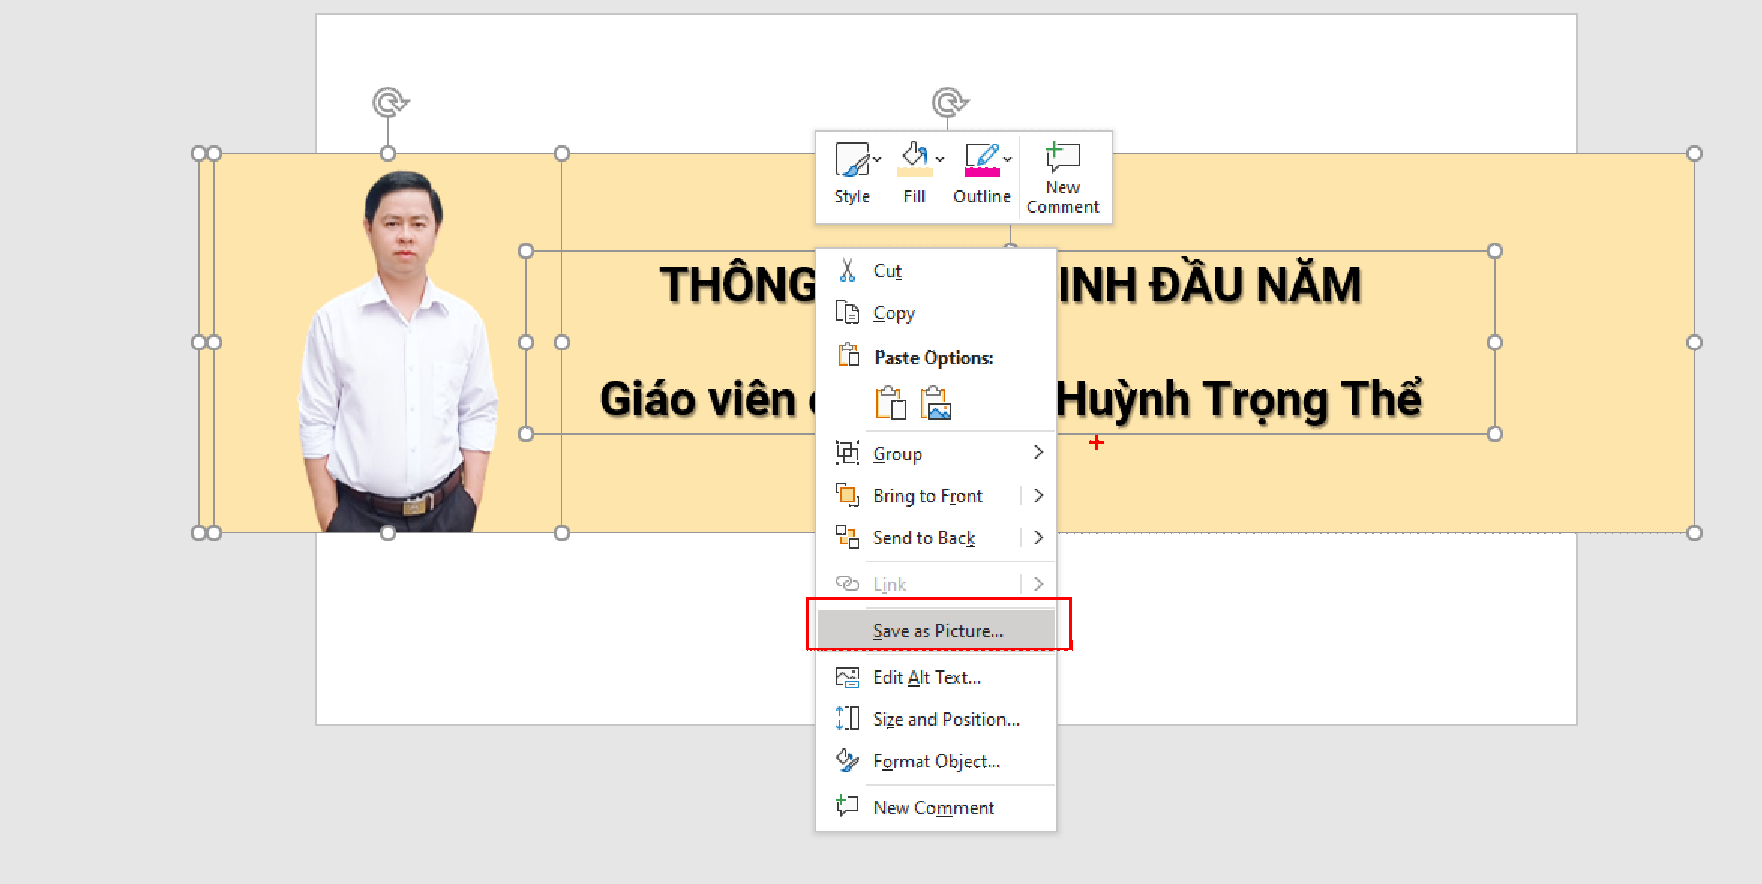 Style
Fill
Outline
New
Comment
THÔNG INH ĐẦU NĂM
Giáo viên Huỳnh Trọng Thể
Cut
Copy
Paste Options:
Group
Bring to Front
Send to Back
Link
Save as Picture...
Edit Alt Text...
Size and Position...
Format Object...
New Comment